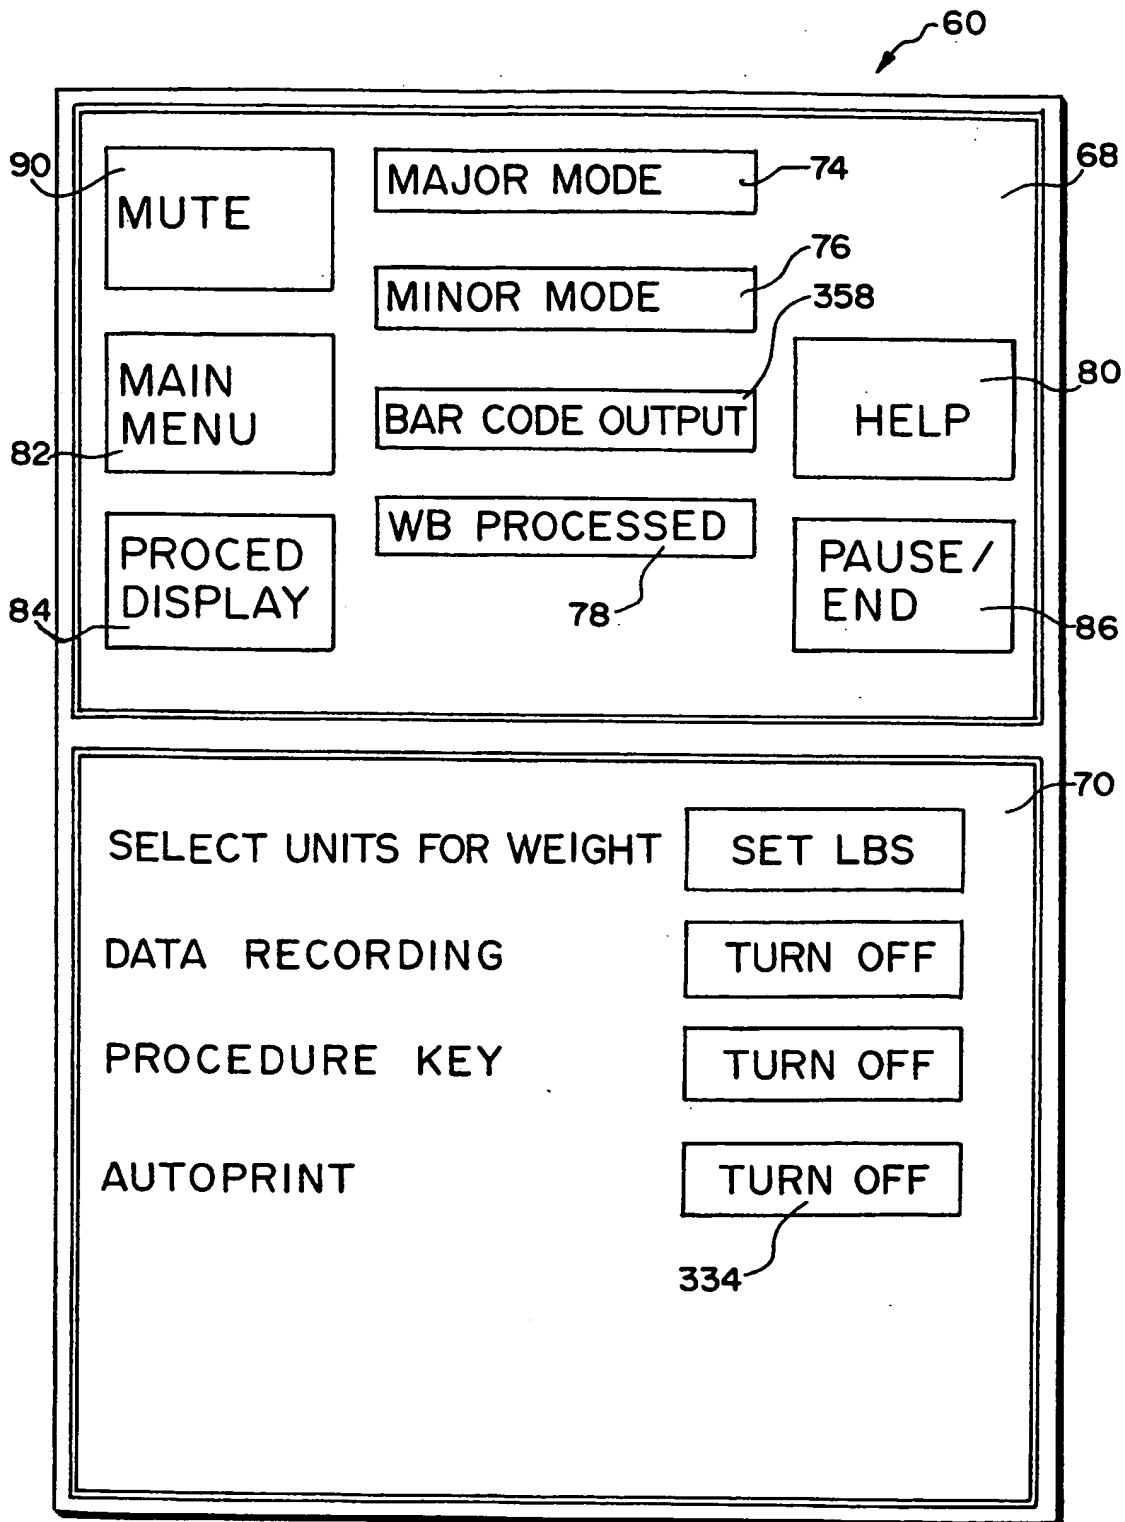 60
90
MUTE
MAJOR MODE
74
68
MINOR MODE
76
358
MAIN
MENU
82
BAR CODE OUTPUT
HELP
80
PROCED
DISPLAY
84
WB PROCESSED
78
PAUSE/
END
86
70
SELECT UNITS FOR WEIGHT
SET LBS
DATA RECORDING
TURN OFF
PROCEDURE KEY
TURN OFF
AUTOPRINT
TURN OFF
334